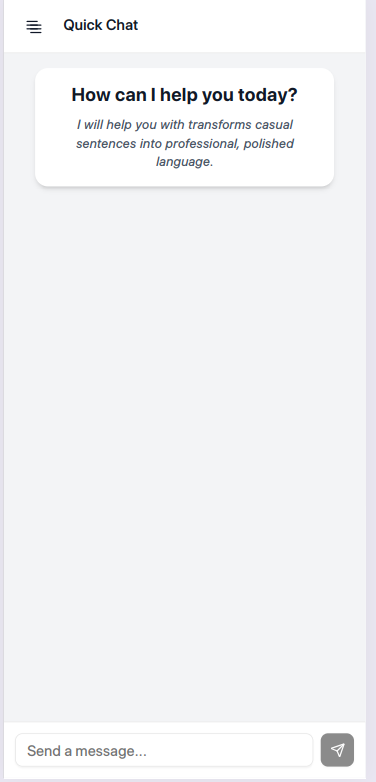 Quick Chat
How can I help you today?
I will help you with transforms casual
sentences into professional, polished
language.
Send a message...